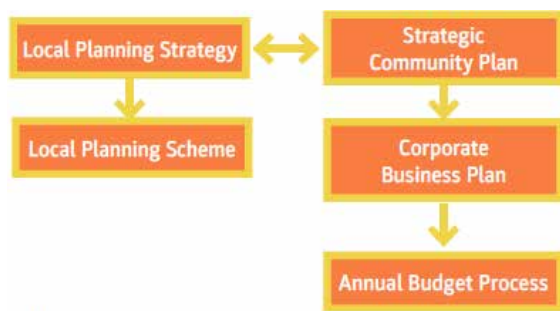 Local Planning Strategy
Strategic
Community Plan
Local Planning Scheme
Corporate
Business Plan
Annual Budget Process